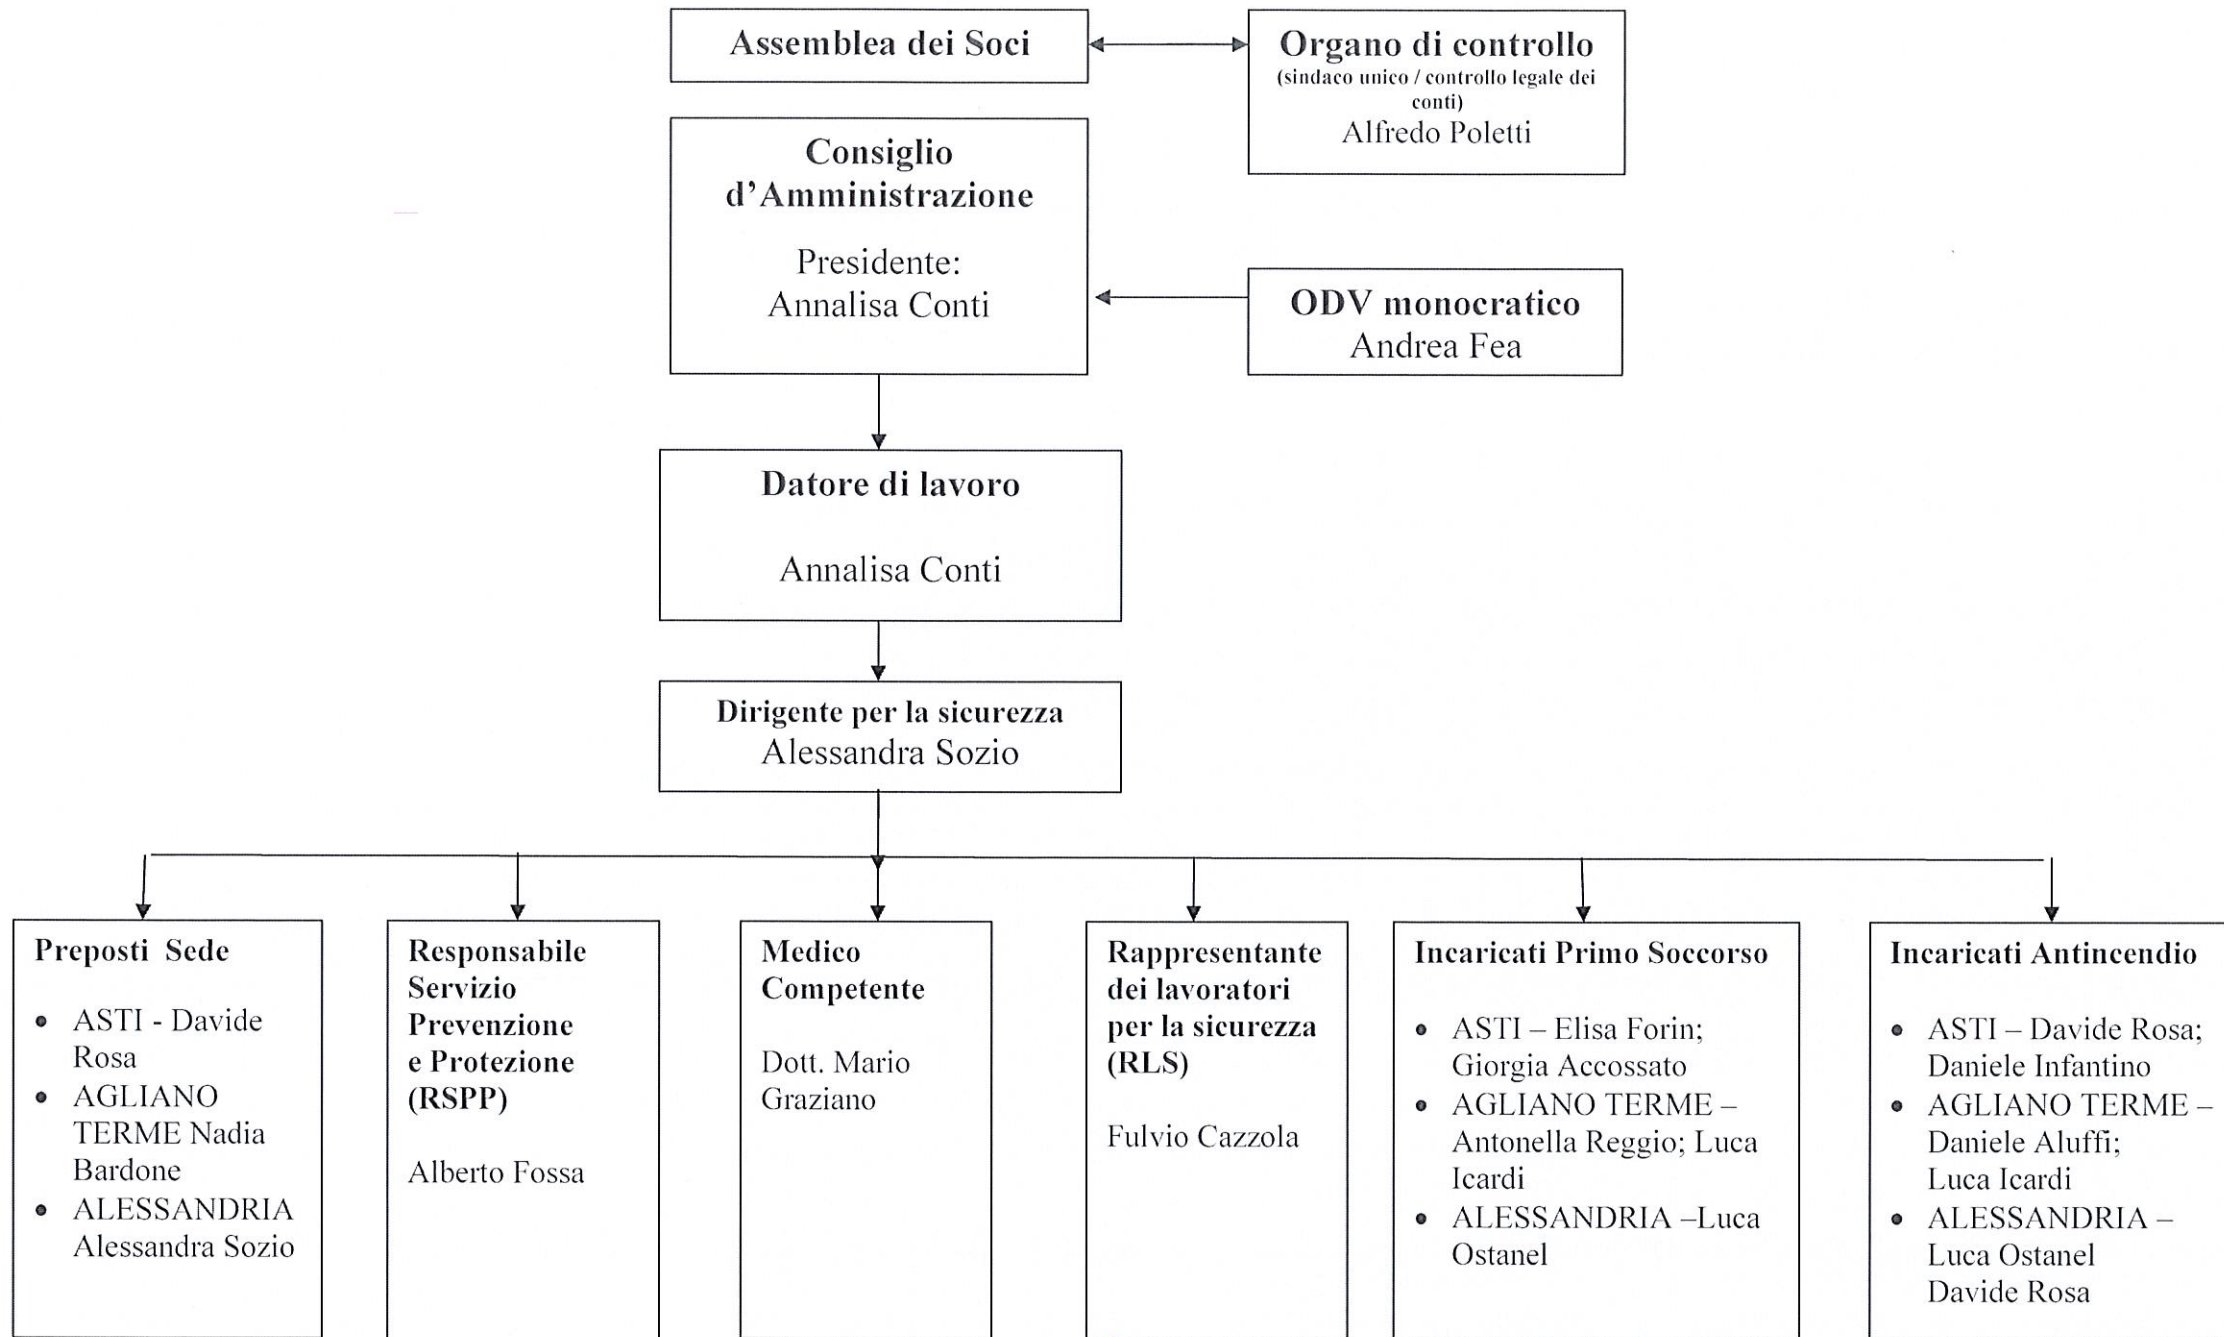 Assemblea dei Soci
Organo di controllo
(sindaco unico / controllo legale dei
conti)
Alfredo Poletti
Consiglio
d’Amministrazione
Presidente:
Annalisa Conti
ODV monocratico
Andrea Fea
Datore di lavoro
Annalisa Conti
Dirigente per la sicurezza
Alessandra Sozio
Preposti Sede
• ASTI - Davide
Rosa
• AGLIANO
TERME Nadia
Bardone
• ALESSANDRIA
Alessandra Sozio
Responsabile
Servizio
Prevenzione
e Protezione
(RSPP)
Alberto Fossa
Medico
Competente
Dott. Mario
Graziano
Rappresentante
dei lavoratori
per la sicurezza
(RLS)
Fulvio Cazzola
Incaricati Primo Soccorso
• ASTI – Elisa Forin;
Giorgia Accossato
• AGLIANO TERME –
Antonella Reggio; Luca
Icardi
• ALESSANDRIA –Luca
Ostanel
Incaricati Antincendio
• ASTI – Davide Rosa;
Daniele Infantino
• AGLIANO TERME –
Daniele Aluffi;
Luca Icardi
• ALESSANDRIA –
Luca Ostanel
Davide Rosa